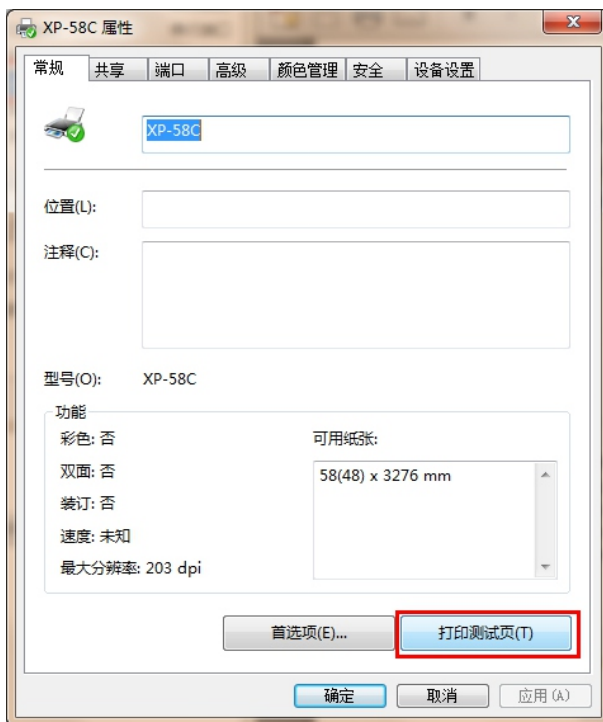 XP-58C 属性
常规 共享 端口 高级 颜色管理 安全 设备设置
XP-58C
位置(L):
注释(C):
型号(O): XP-58C
功能
彩色: 否 可用纸张:
双面: 否 58(48) x 3276 mm
装订: 否
速度: 未知
最大分辨率: 203 dpi
首选项(E)... 打印测试页(T)
确定 取消 应用(A)